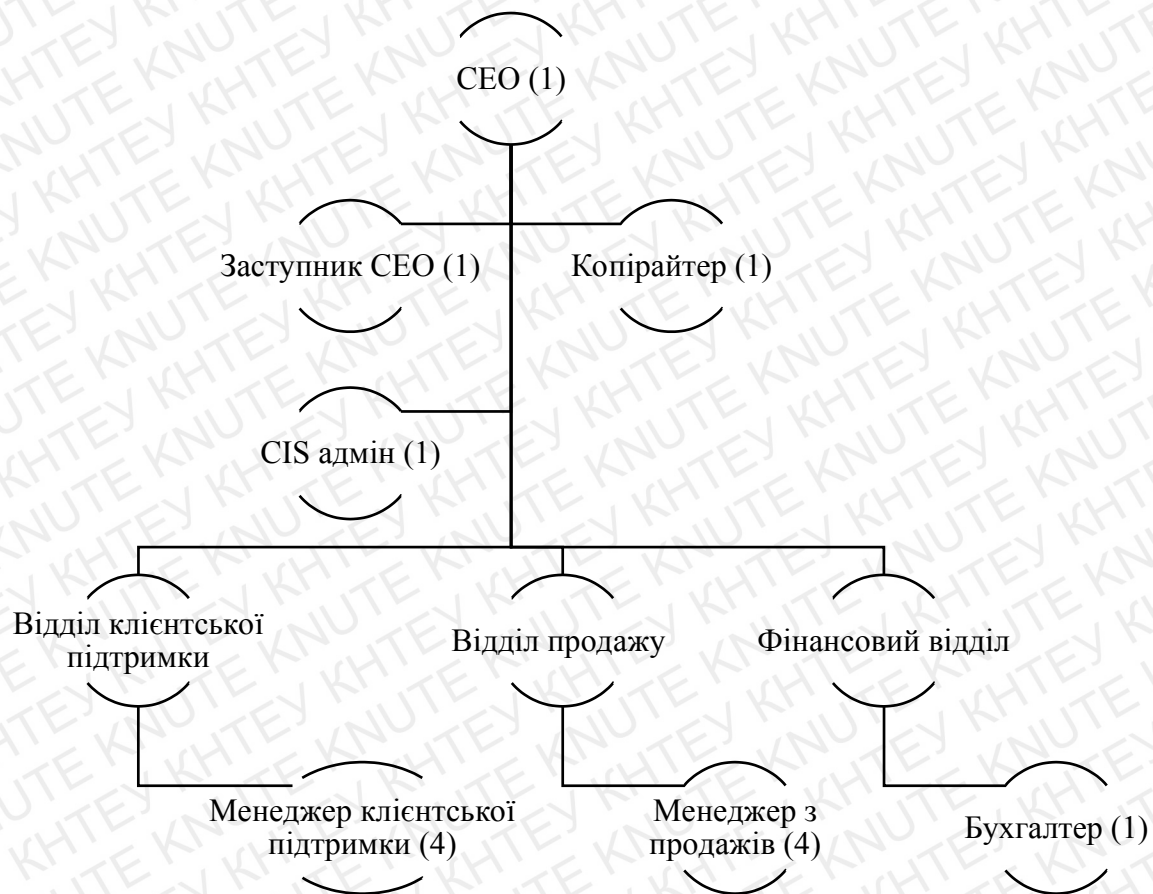 CEO (1)
Заступник CEO (1)
Копірайтер (1)
CIS адмін (1)
Відділ клієнтської
підтримки
Відділ продажу
Фінансовий відділ
Менеджер клієнтської
підтримки (4)
Менеджер з
продажів (4)
Бухгалтер (1)